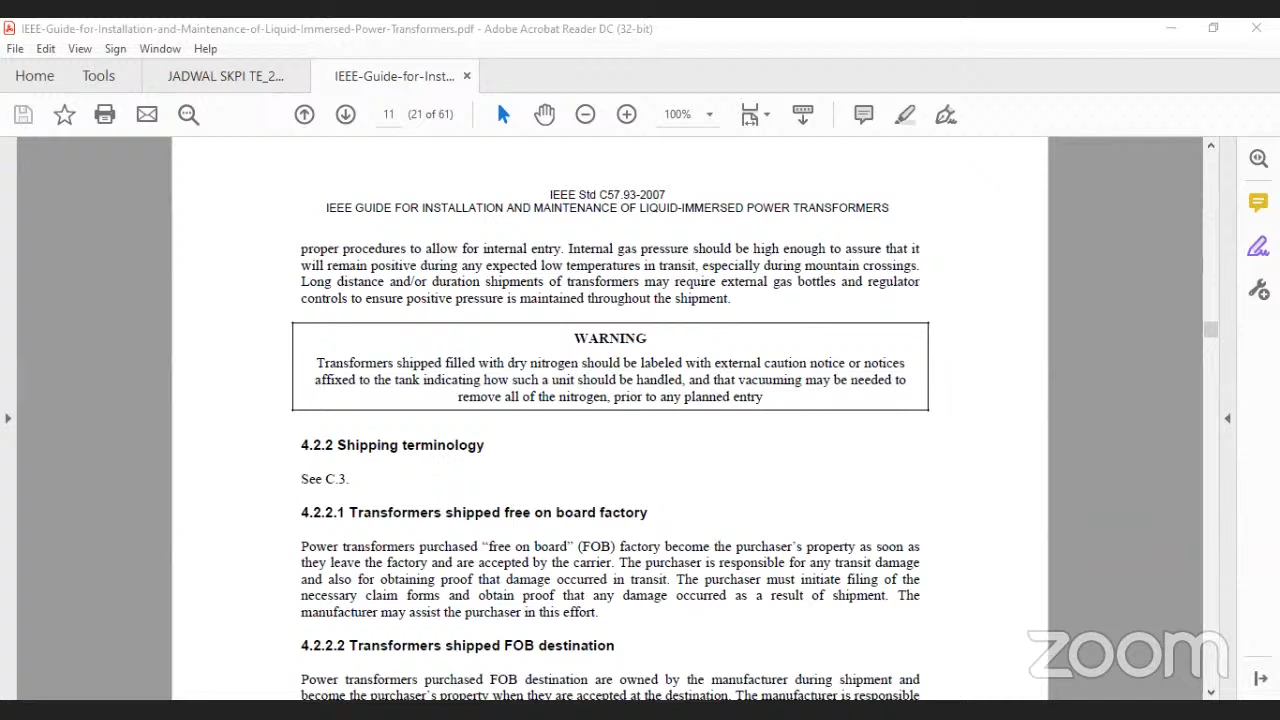 IEEE-Guide-for-Installation-and-Maintenance-of-Liquid-Immersed-Power-Transformers.pdf - Adobe Acrobat Reader DC (32-bit)
File Edit View Sign Window Help
Home Tools JADWAL SKPI TE_2... IEEE-Guide-for-Inst... ×
11 (21 of 61) 100%
IEEE Std C57.93-2007
IEEE GUIDE FOR INSTALLATION AND MAINTENANCE OF LIQUID-IMMERSED POWER TRANSFORMERS
proper procedures to allow for internal entry. Internal gas pressure should be high enough to assure that it
will remain positive during any expected low temperatures in transit, especially during mountain crossings.
Long distance and/or duration shipments of transformers may require external gas bottles and regulator
controls to ensure positive pressure is maintained throughout the shipment.
WARNING
Transformers shipped filled with dry nitrogen should be labeled with external caution notice or notices
affixed to the tank indicating how such a unit should be handled, and that vacuuming may be needed to
remove all of the nitrogen, prior to any planned entry
4.2.2 Shipping terminology
See C.3.
4.2.2.1 Transformers shipped free on board factory
Power transformers purchased “free on board” (FOB) factory become the purchaser’s property as soon as
they leave the factory and are accepted by the carrier. The purchaser is responsible for any transit damage
and also for obtaining proof that damage occurred in transit. The purchaser must initiate filing of the
necessary claim forms and obtain proof that any damage occurred as a result of shipment. The
manufacturer may assist the purchaser in this effort.
4.2.2.2 Transformers shipped FOB destination
Power transformers purchased FOB destination are owned by the manufacturer during shipment and
become the purchaser's property when they are accepted at the destination. The manufacturer is responsible
zoom